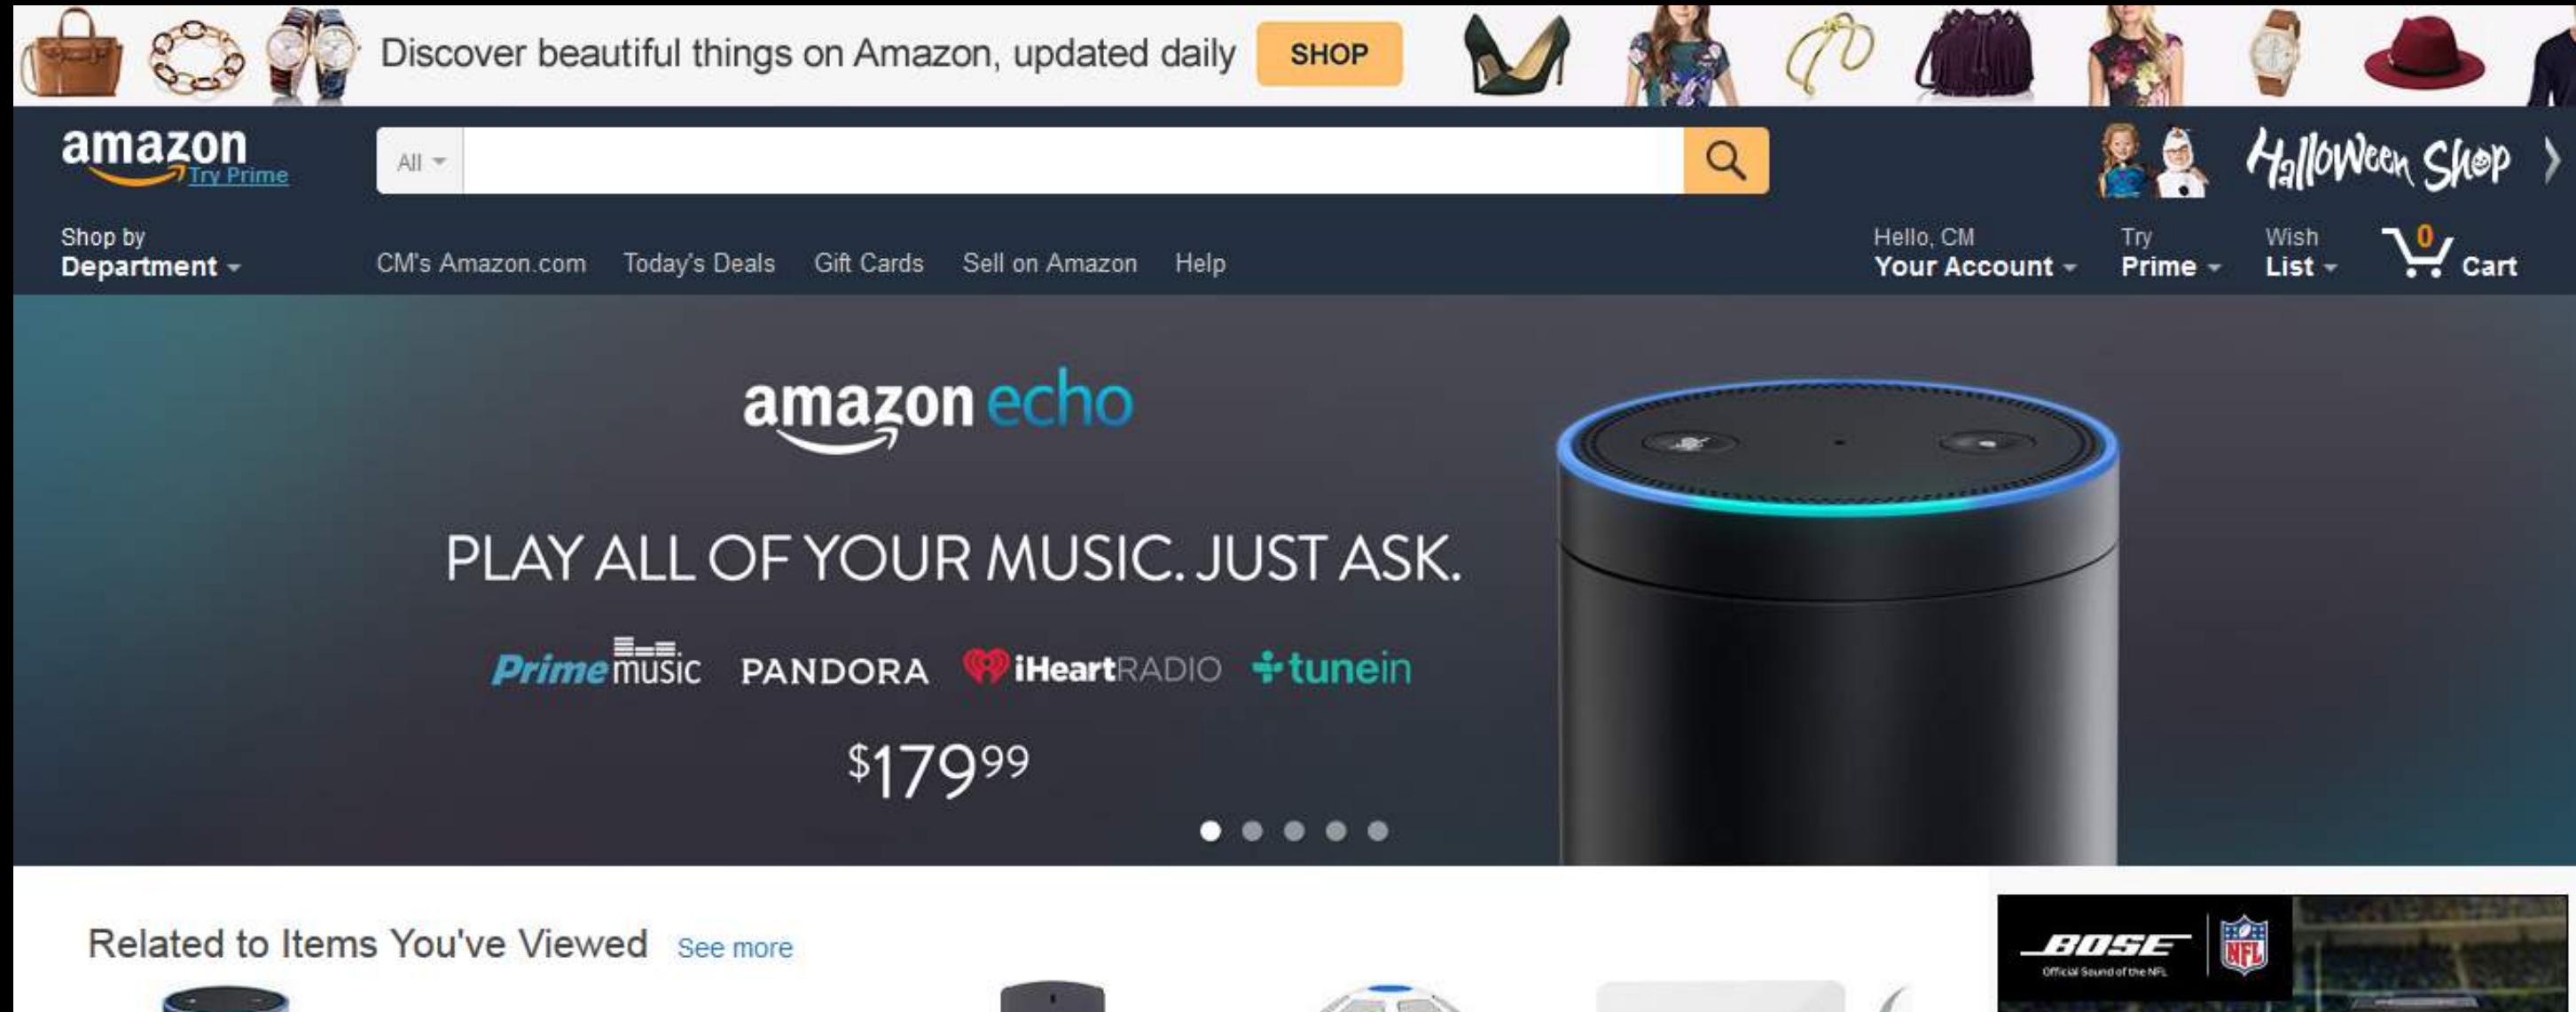 Discover beautiful things on Amazon, updated daily SHOP
amazon
Try Prime
All
Halloween Shop
Shop by
Department
CM's Amazon.com Today's Deals Gift Cards Sell on Amazon Help
Hello, CM
Your Account
Try
Prime
Wish
List
0
Cart
amazon echo
PLAY ALL OF YOUR MUSIC. JUST ASK.
Prime music PANDORA iHeartRADIO tunein
$179 99
Related to Items You've Viewed See more
BOSE
Official Sound of the NFL
NFL